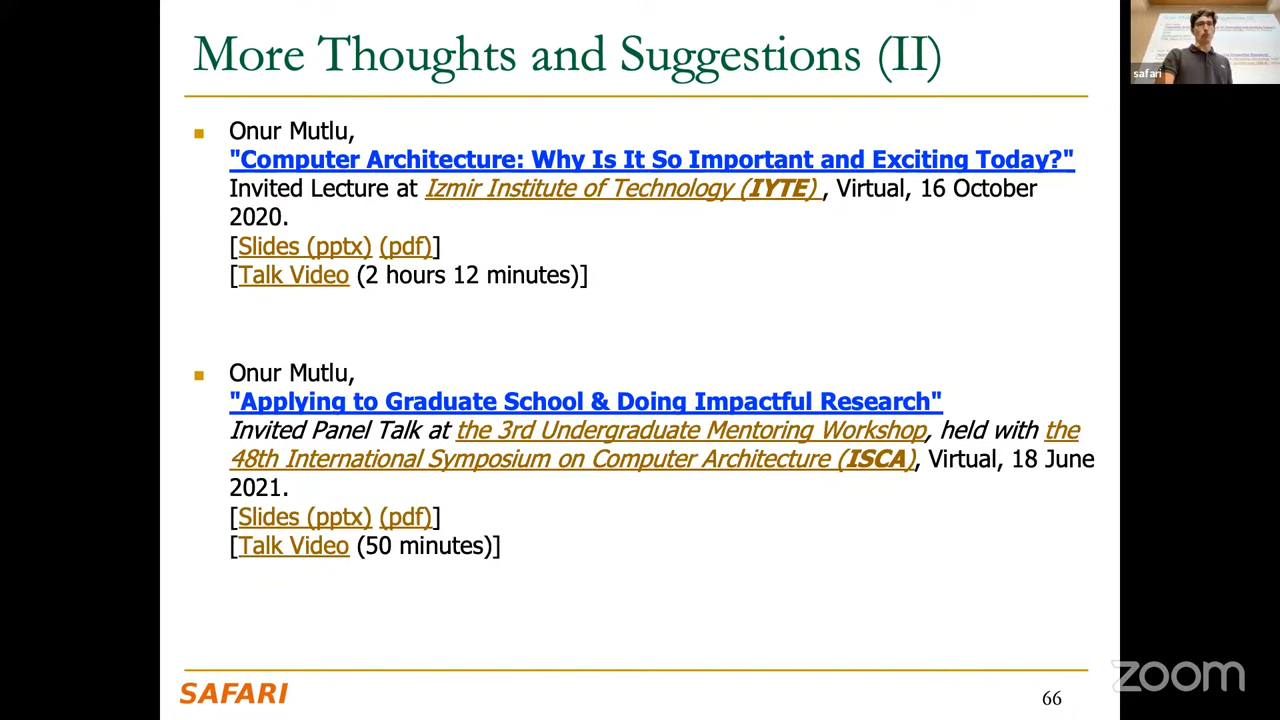 More Thoughts and Suggestions (II)
Onur Mutlu,
"Computer Architecture: Why Is It So Important and Exciting Today?"
Invited Lecture at Izmir Institute of Technology (IYTE) , Virtual, 16 October
2020.
[Slides (pptx) (pdf)]
[Talk Video (2 hours 12 minutes)]
Onur Mutlu,
"Applying to Graduate School & Doing Impactful Research"
Invited Panel Talk at the 3rd Undergraduate Mentoring Workshop, held with the
48th International Symposium on Computer Architecture (ISCA), Virtual, 18 June
2021.
[Slides (pptx) (pdf)]
[Talk Video (50 minutes)]
SAFARI
66
safari
zoom